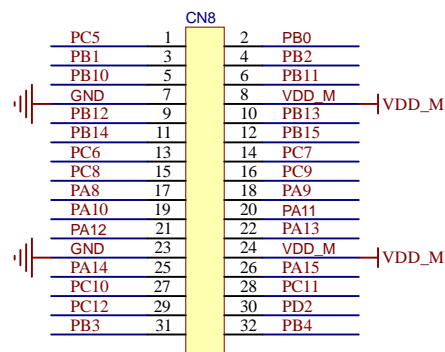 CN8
PC5 1 2 PB0
PB1 3 4 PB2
PB10 5 6 PB11
GND 7 8 VDD_M VDD_M
PB12 9 10 PB13
PB14 11 12 PB15
PC6 13 14 PC7
PC8 15 16 PC9
PA8 17 18 PA9
PA10 19 20 PA11
PA12 21 22 PA13
GND 23 24 VDD_M VDD_M
PA14 25 26 PA15
PC10 27 28 PC11
PC12 29 30 PD2
PB3 31 32 PB4